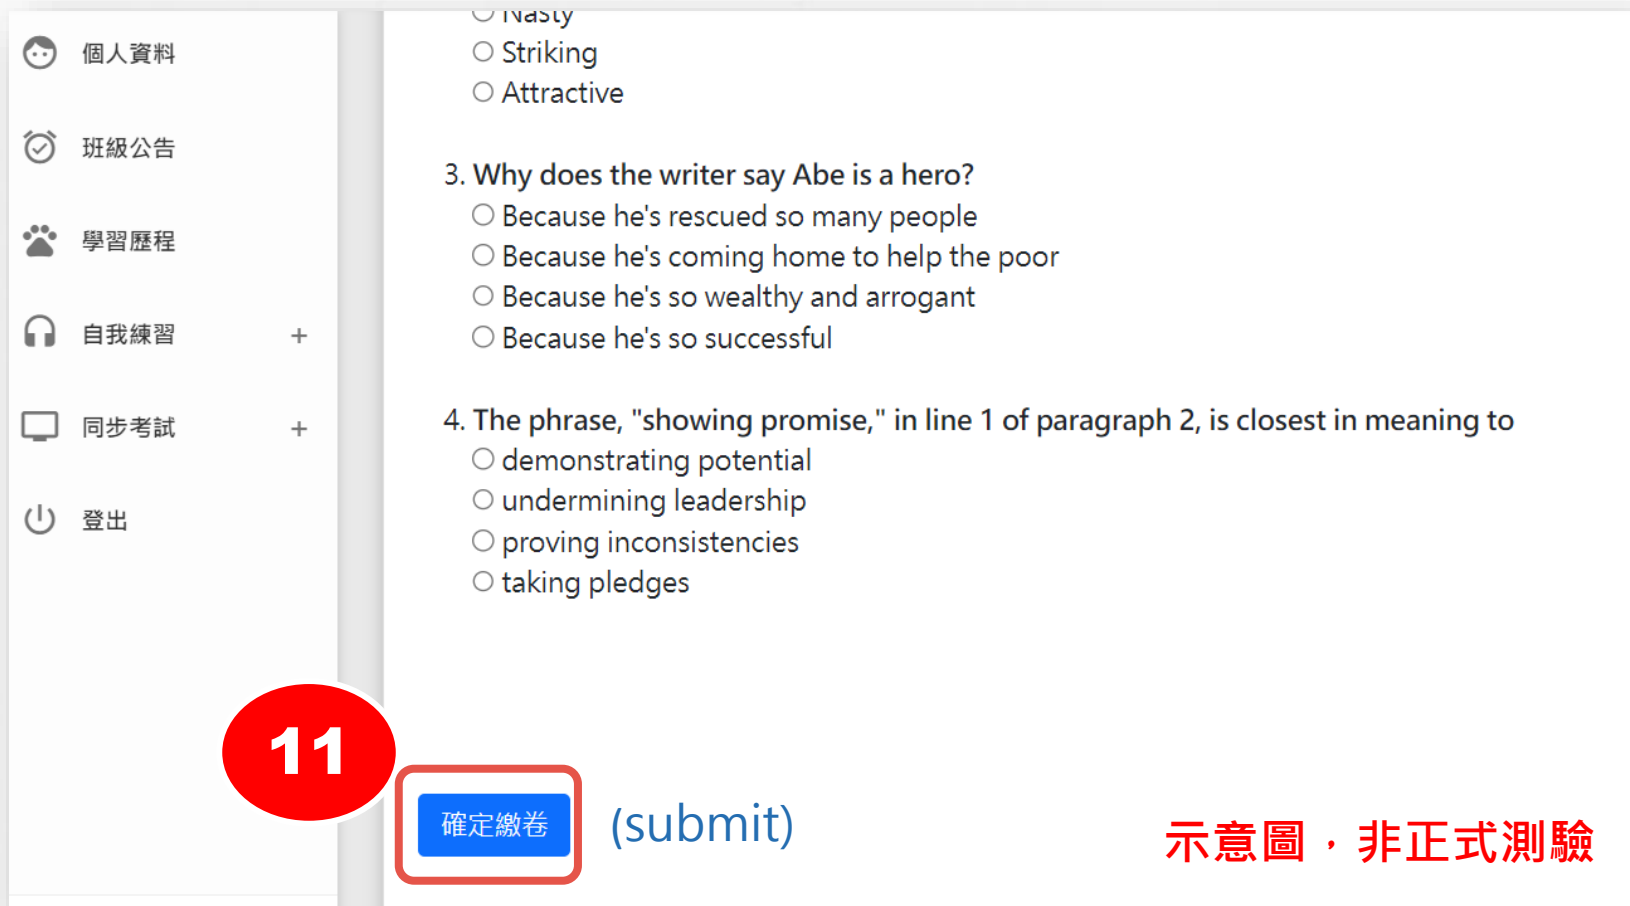 個人資料
班級公告
學習歷程
自我練習 +
同步考試 +
登出
Nasty
Striking
Attractive
3. Why does the writer say Abe is a hero?
Because he's rescued so many people
Because he's coming home to help the poor
Because he's so wealthy and arrogant
Because he's so successful
4. The phrase, "showing promise," in line 1 of paragraph 2, is closest in meaning to
demonstrating potential
undermining leadership
proving inconsistencies
taking pledges
11
確定繳卷 (submit)
示意圖，非正式測驗